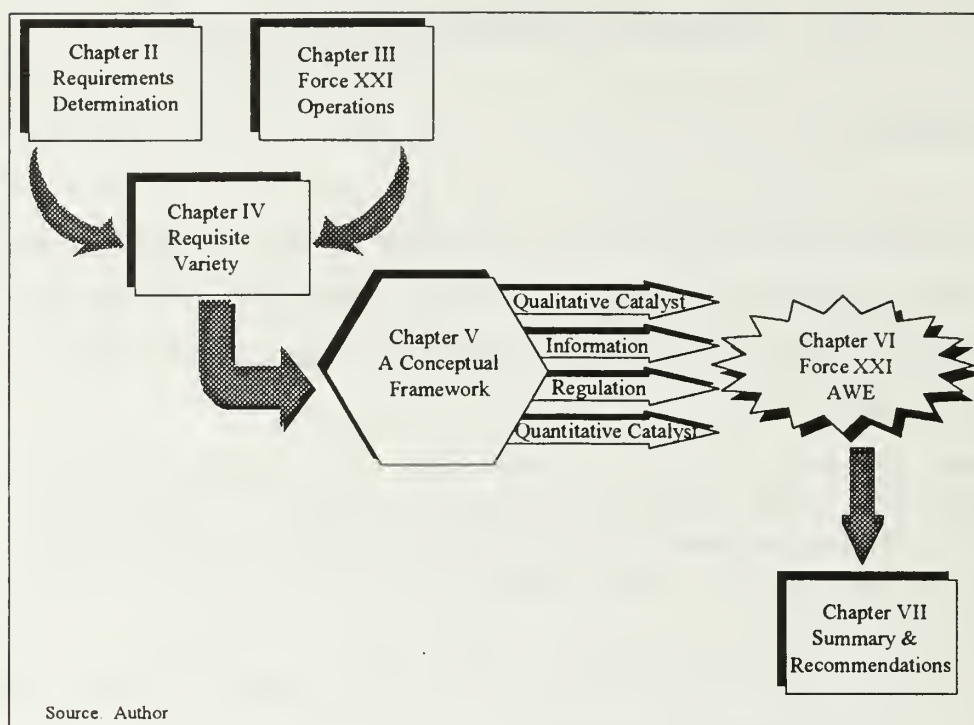 Chapter II
Requirements
Determination
Chapter III
Force XXI
Operations
Chapter IV
Requisite
Variety
Chapter V
A Conceptual
Framework
Qualitative Catalyst
Information
Regulation
Quantitative Catalyst
Chapter VI
Force XXI
AWE
Chapter VII
Summary &
Recommendations
Source. Author